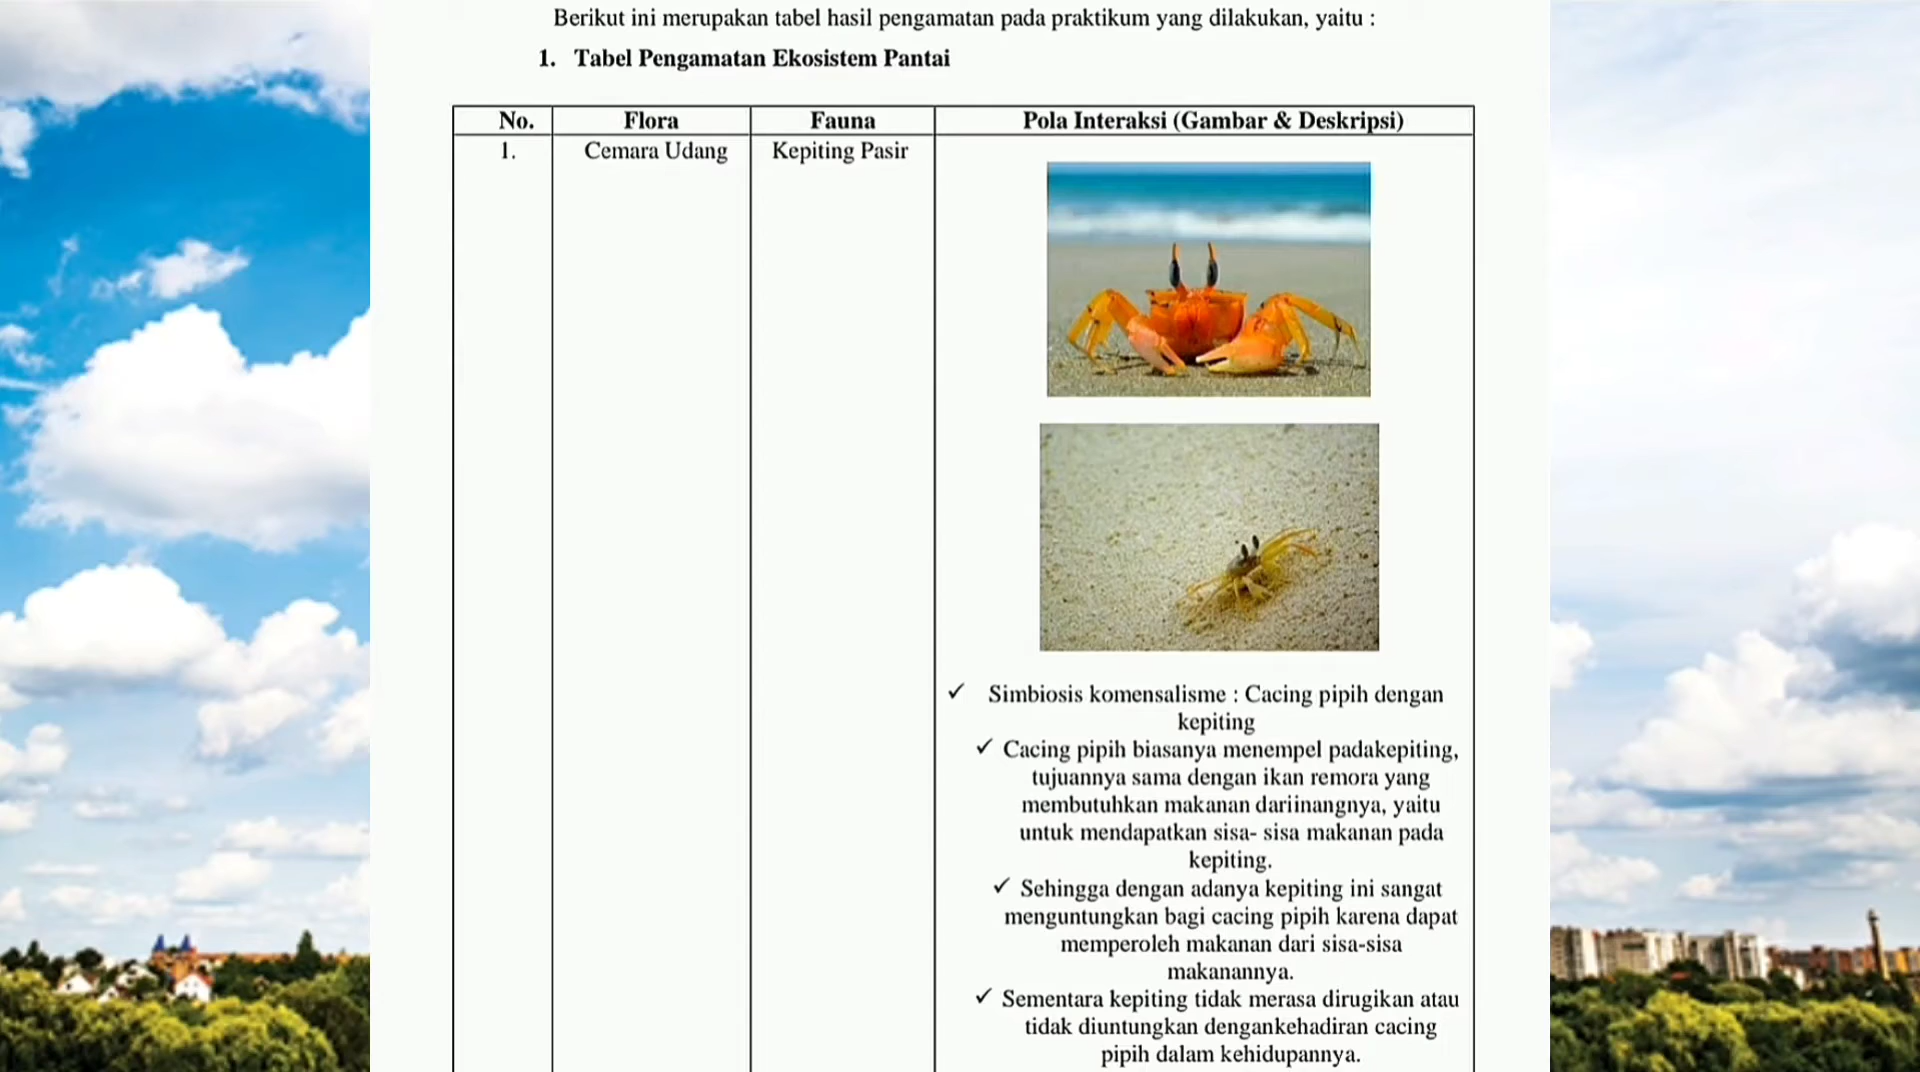 Berikut ini merupakan tabel hasil pengamatan pada praktikum yang dilakukan, yaitu :
1. Tabel Pengamatan Ekosistem Pantai
No. Flora Fauna Pola Interaksi (Gambar & Deskripsi)
1. Cemara Udang Kepiting Pasir
✓ Simbiosis komensalisme : Cacing pipih dengan
kepiting
✓ Cacing pipih biasanya menempel padakepiting,
tujuannya sama dengan ikan remora yang
membutuhkan makanan dariinangnya, yaitu
untuk mendapatkan sisa- sisa makanan pada
kepiting.
✓ Sehingga dengan adanya kepiting ini sangat
menguntungkan bagi cacing pipih karena dapat
memperoleh makanan dari sisa-sisa
makanannya.
✓ Sementara kepiting tidak merasa dirugikan atau
tidak diuntungkan dengankehadiran cacing
pipih dalam kehidupannya.